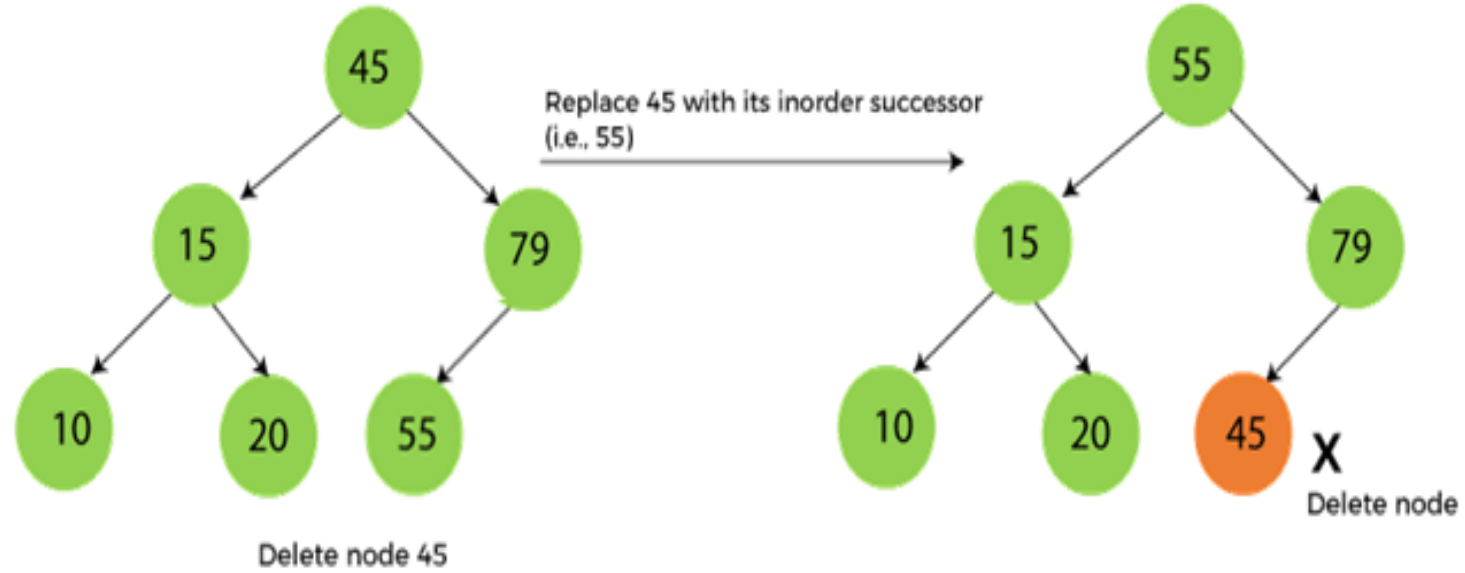 45
55
Replace 45 with its inorder successor
(i.e., 55)
15
79
15
79
10
20
55
10
20
45
X
Delete node
Delete node 45